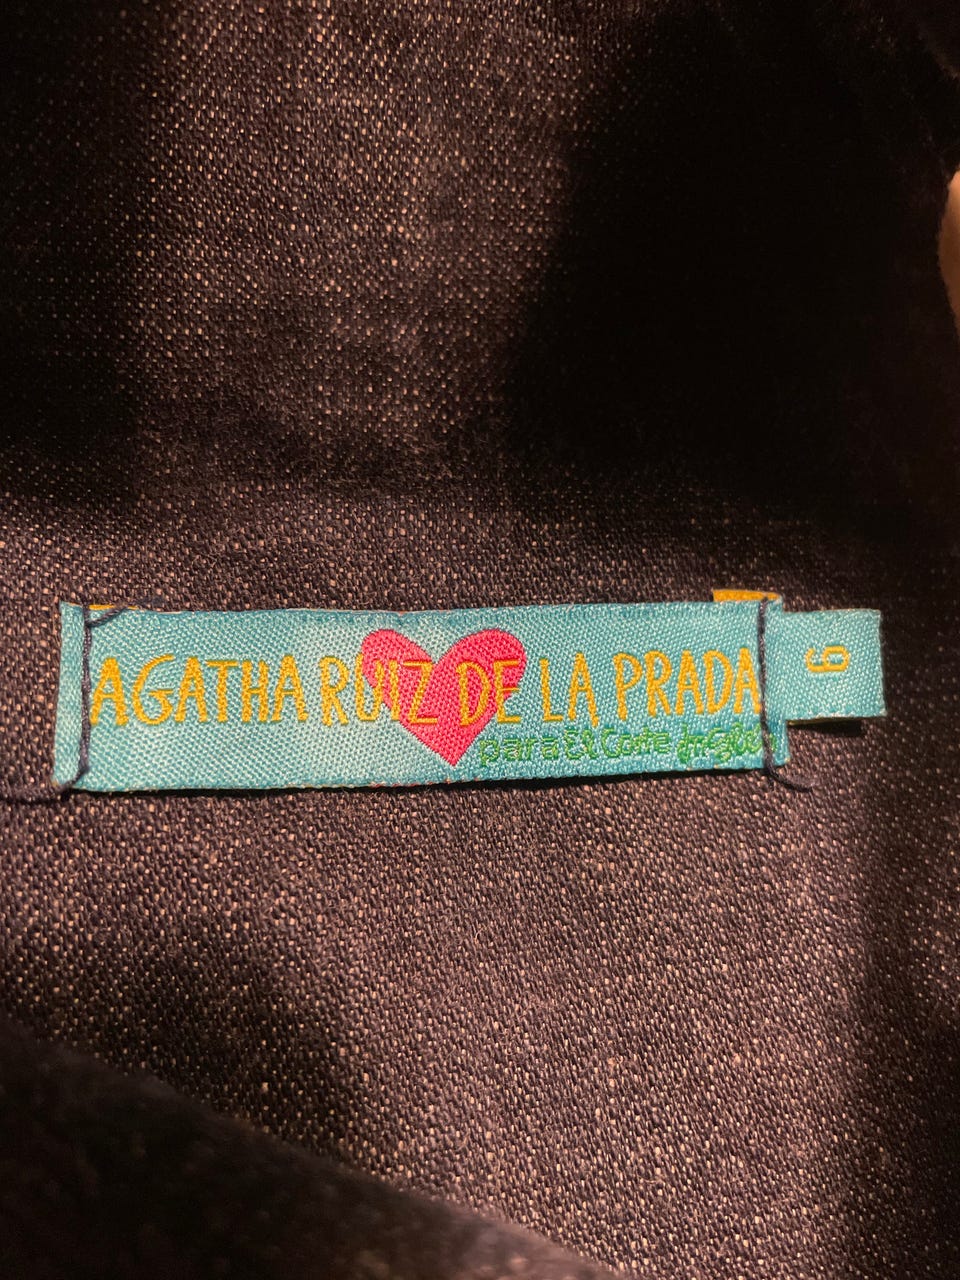 AGATHA RUIZ DE LA PRADA
para El Corte Inglés
6